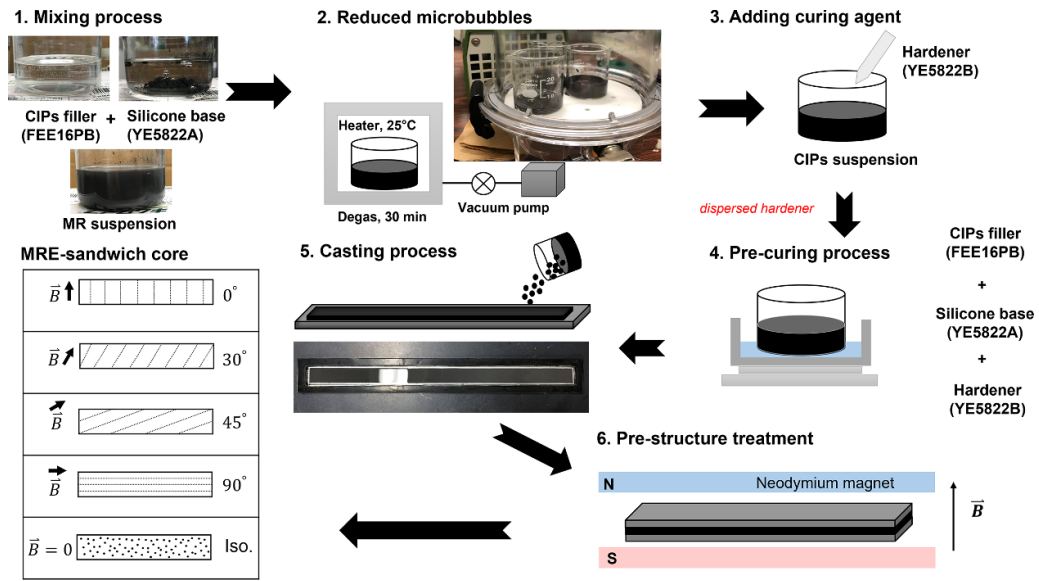 1. Mixing process
CIPs filler + Silicone base
(FEE16PB) (YE5822A)
MR suspension
2. Reduced microbubbles
Heater, 25°C
Degas, 30 min
Vacuum pump
20
10
3. Adding curing agent
Hardener
(YE5822B)
CIPs suspension
dispersed hardener
4. Pre-curing process
CIPs filler
(FEE16PB)
+
Silicone base
(YE5822A)
+
Hardener
(YE5822B)
5. Casting process
6. Pre-structure treatment
N Neodymium magnet
S
B⃗
MRE-sandwich core
B⃗ 0°
B⃗ 30°
B⃗ 45°
B⃗ 90°
B⃗ = 0 Iso.